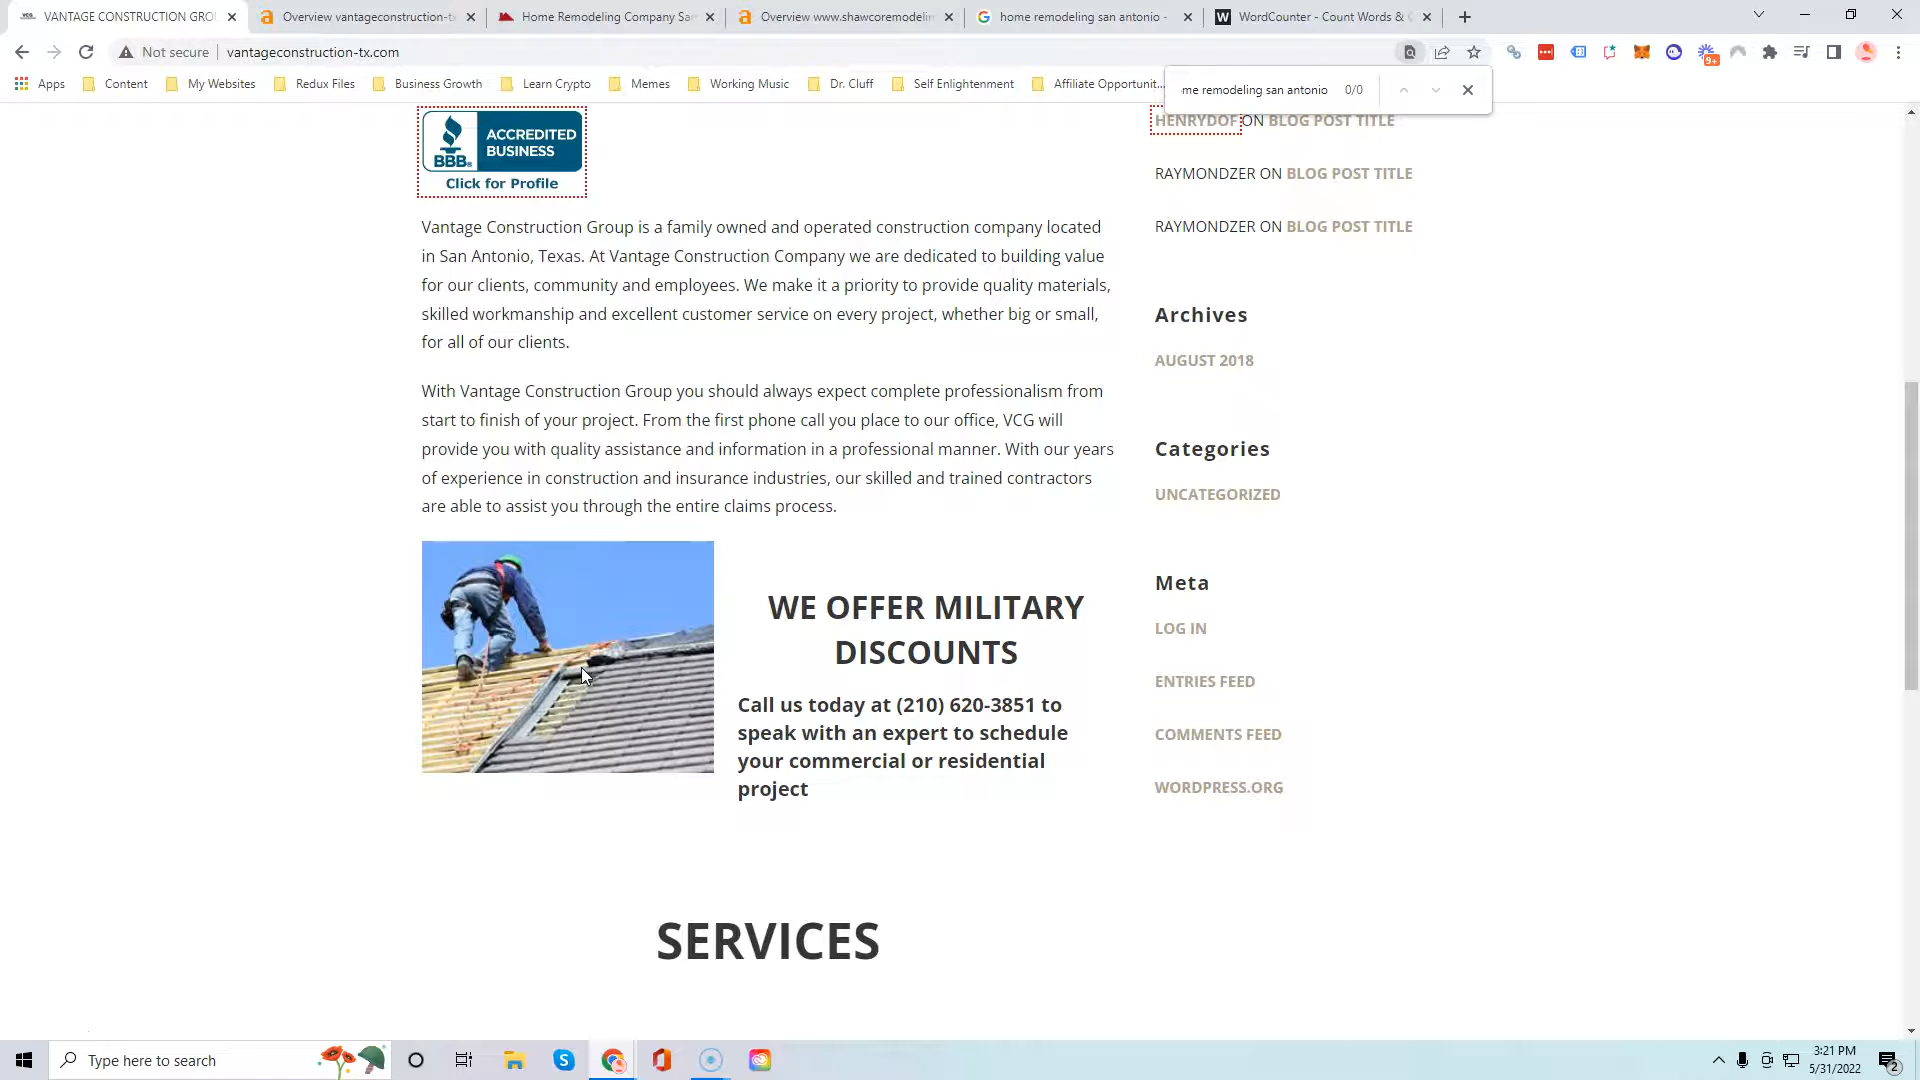 VANTAGE CONSTRUCTION GRO
Overview vantageconstruction-t
Home Remodeling Company Sa
Overview www.shawcoremodelin
home remodeling san antonio -
W WordCounter - Count Words & C
Not secure
vantageconstruction-tx.com
9+
Apps
Content
My Websites
Redux Files
Business Growth
Learn Crypto
Memes
Working Music
Dr. Cluff
Self Enlightenment
Affiliate Opportunit...
me remodeling san antonio 0/0
BBB.
ACCREDITED
BUSINESS
Click for Profile
Vantage Construction Group is a family owned and operated construction company located
in San Antonio, Texas. At Vantage Construction Company we are dedicated to building value
for our clients, community and employees. We make it a priority to provide quality materials,
skilled workmanship and excellent customer service on every project, whether big or small,
for all of our clients.
With Vantage Construction Group you should always expect complete professionalism from
start to finish of your project. From the first phone call you place to our office, VCG will
provide you with quality assistance and information in a professional manner. With our years
of experience in construction and insurance industries, our skilled and trained contractors
are able to assist you through the entire claims process.
WE OFFER MILITARY
DISCOUNTS
Call us today at (210) 620-3851 to
speak with an expert to schedule
your commercial or residential
project
SERVICES
HENRYDOF ON BLOG POST TITLE
RAYMONDZER ON BLOG POST TITLE
RAYMONDZER ON BLOG POST TITLE
Archives
AUGUST 2018
Categories
UNCATEGORIZED
Meta
LOG IN
ENTRIES FEED
COMMENTS FEED
WORDPRESS.ORG
Type here to search
3:21 PM
5/31/2022
2